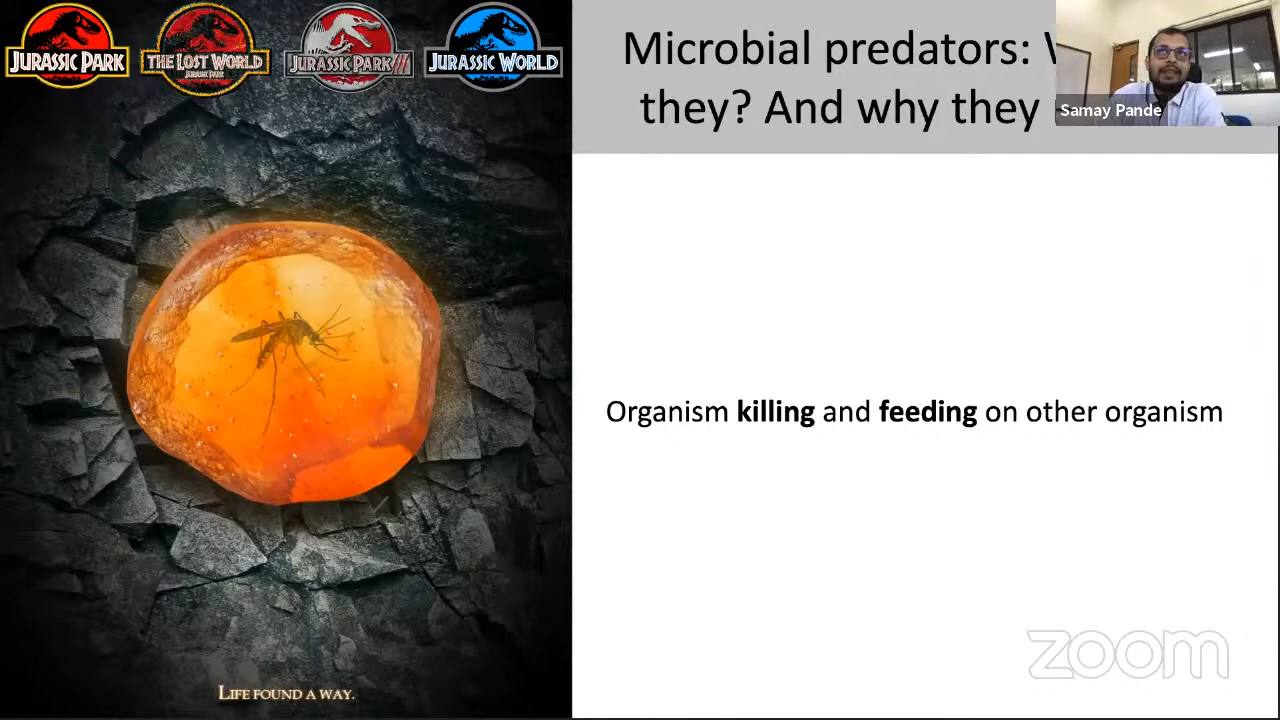 JURASSIC PARK
THE LOST WORLD
JURASSIC PARK
JURASSIC PARK III
JURASSIC WORLD
Microbial predators:
they? And why they
Samay Pande
Organism killing and feeding on other organism
LIFE FOUND A WAY.
zoom